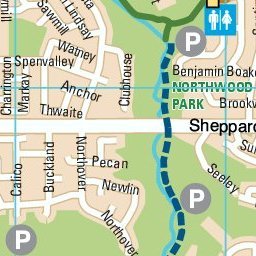 Sawmill
Lindsay
Watney
Spenvalley
Charrington
Markay
Anchor
Thwaite
Clubhouse
P
Benjamin Boake
NORTHWOOD
PARK
Brookw
Sheppard
Calico
Buckland
Northover
Pecan
Newlin
Northover
Seeley
P
P